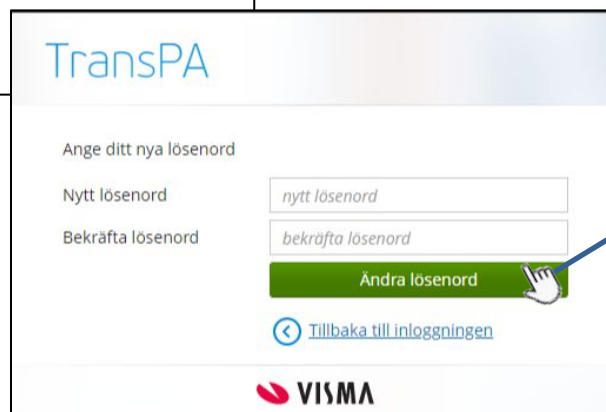 TransPA
Ange ditt nya lösenord
Nytt lösenord nytt lösenord
Bekräfta lösenord bekräfta lösenord
Ändra lösenord
Tillbaka till inloggningen
VISMA